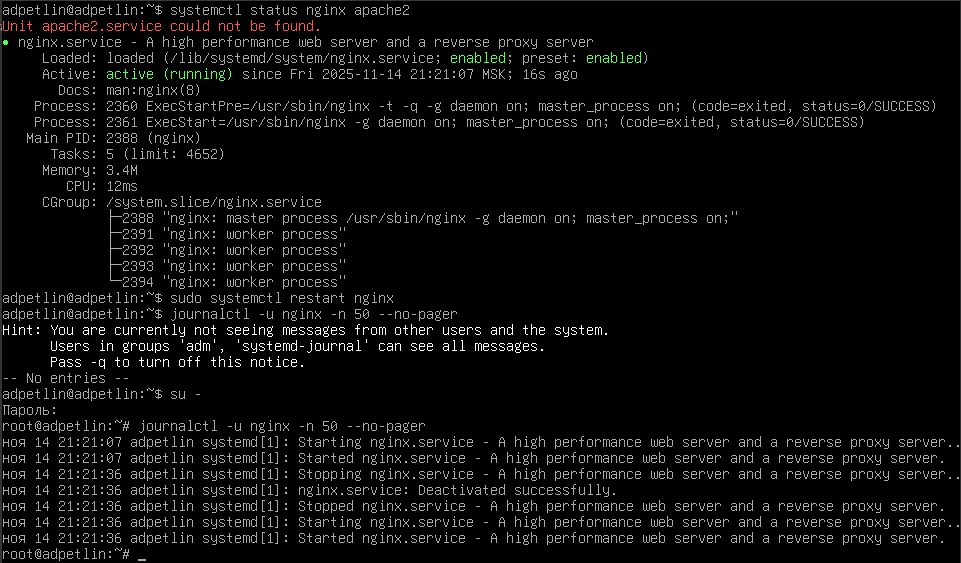 adpetlin@adpetlin:~$ systemctl status nginx apache2
Unit apache2.service could not be found.
● nginx.service - A high performance web server and a reverse proxy server
     Loaded: loaded (/lib/systemd/system/nginx.service; enabled; preset: enabled)
     Active: active (running) since Fri 2025-11-14 21:21:07 MSK; 16s ago
       Docs: man:nginx(8)
    Process: 2360 ExecStartPre=/usr/sbin/nginx -t -q -g daemon on; master_process on; (code=exited, status=0/SUCCESS)
    Process: 2361 ExecStart=/usr/sbin/nginx -g daemon on; master_process on; (code=exited, status=0/SUCCESS)
   Main PID: 2388 (nginx)
      Tasks: 5 (limit: 4652)
     Memory: 3.4M
        CPU: 12ms
     CGroup: /system.slice/nginx.service
             ├─2388 "nginx: master process /usr/sbin/nginx -g daemon on; master_process on;"
             ├─2391 "nginx: worker process"
             ├─2392 "nginx: worker process"
             ├─2393 "nginx: worker process"
             └─2394 "nginx: worker process"
adpetlin@adpetlin:~$ sudo systemctl restart nginx
adpetlin@adpetlin:~$ journalctl -u nginx -n 50 --no-pager
Hint: You are currently not seeing messages from other users and the system.
      Users in groups 'adm', 'systemd-journal' can see all messages.
      Pass -q to turn off this notice.
-- No entries --
adpetlin@adpetlin:~$ su -
Пароль:
root@adpetlin:~# journalctl -u nginx -n 50 --no-pager
ноя 14 21:21:07 adpetlin systemd[1]: Starting nginx.service - A high performance web server and a reverse proxy server..
ноя 14 21:21:07 adpetlin systemd[1]: Started nginx.service - A high performance web server and a reverse proxy server.
ноя 14 21:21:36 adpetlin systemd[1]: Stopping nginx.service - A high performance web server and a reverse proxy server..
ноя 14 21:21:36 adpetlin systemd[1]: nginx.service: Deactivated successfully.
ноя 14 21:21:36 adpetlin systemd[1]: Stopped nginx.service - A high performance web server and a reverse proxy server.
ноя 14 21:21:36 adpetlin systemd[1]: Starting nginx.service - A high performance web server and a reverse proxy server..
ноя 14 21:21:36 adpetlin systemd[1]: Started nginx.service - A high performance web server and a reverse proxy server.
root@adpetlin:~# _